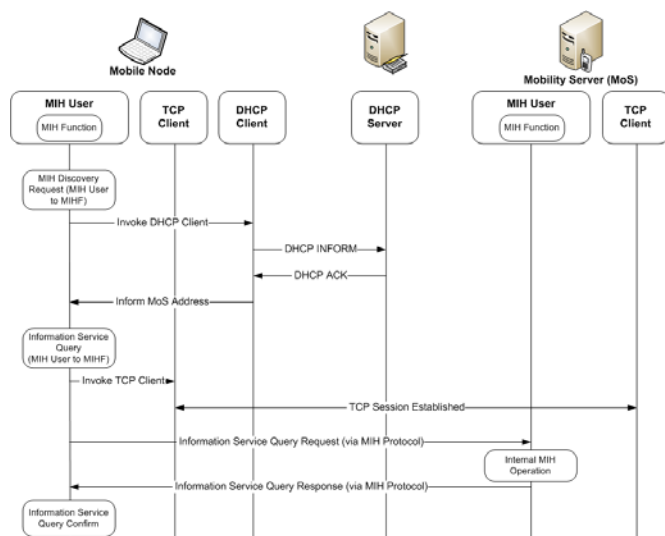 Mobile Node
Mobility Server (MoS)
MIH User
MIH Function
TCP
Client
DHCP
Client
DHCP
Server
MIH User
MIH Function
TCP
Client
MIH Discovery
Request (MIH User
to MIHF)
Invoke DHCP Client
DHCP INFORM
DHCP ACK
Inform MoS Address
Information Service
Query
(MIH User to MIHF)
Invoke TCP Client
TCP Session Established
Information Service Query Request (via MIH Protocol)
Internal MIH
Operation
Information Service Query Response (via MIH Protocol)
Information Service
Query Confirm